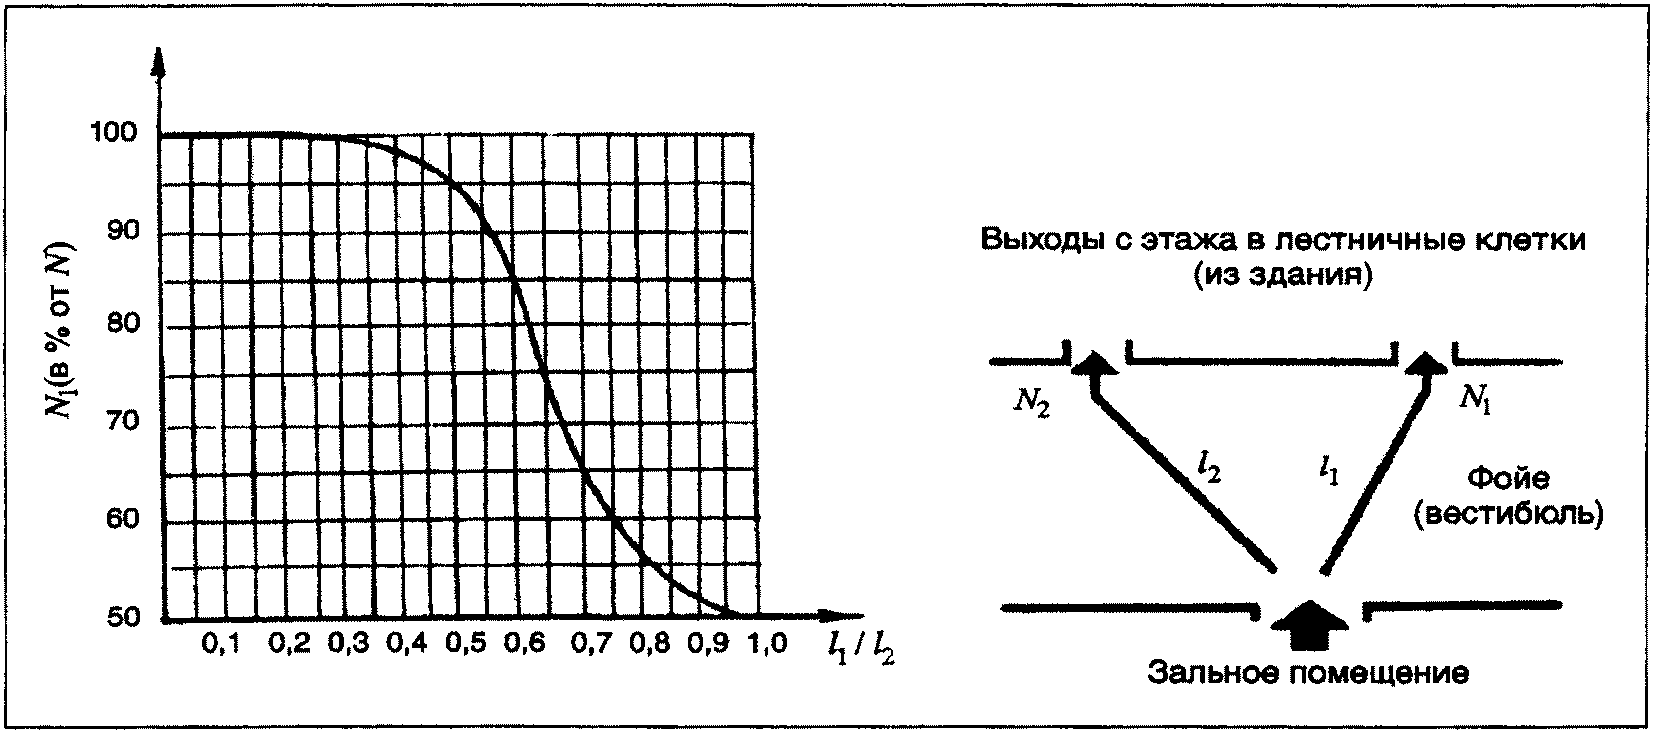 N₁(в % от N)
100
90
80
70
60
50
0,1 0,2 0,3 0,4 0,5 0,6 0,7 0,8 0,9 1,0 l₁ / l₂
Выходы с этажа в лестничные клетки
(из здания)
N₂ N₁
l₂ l₁
Фойе
(вестибюль)
Зальное помещение